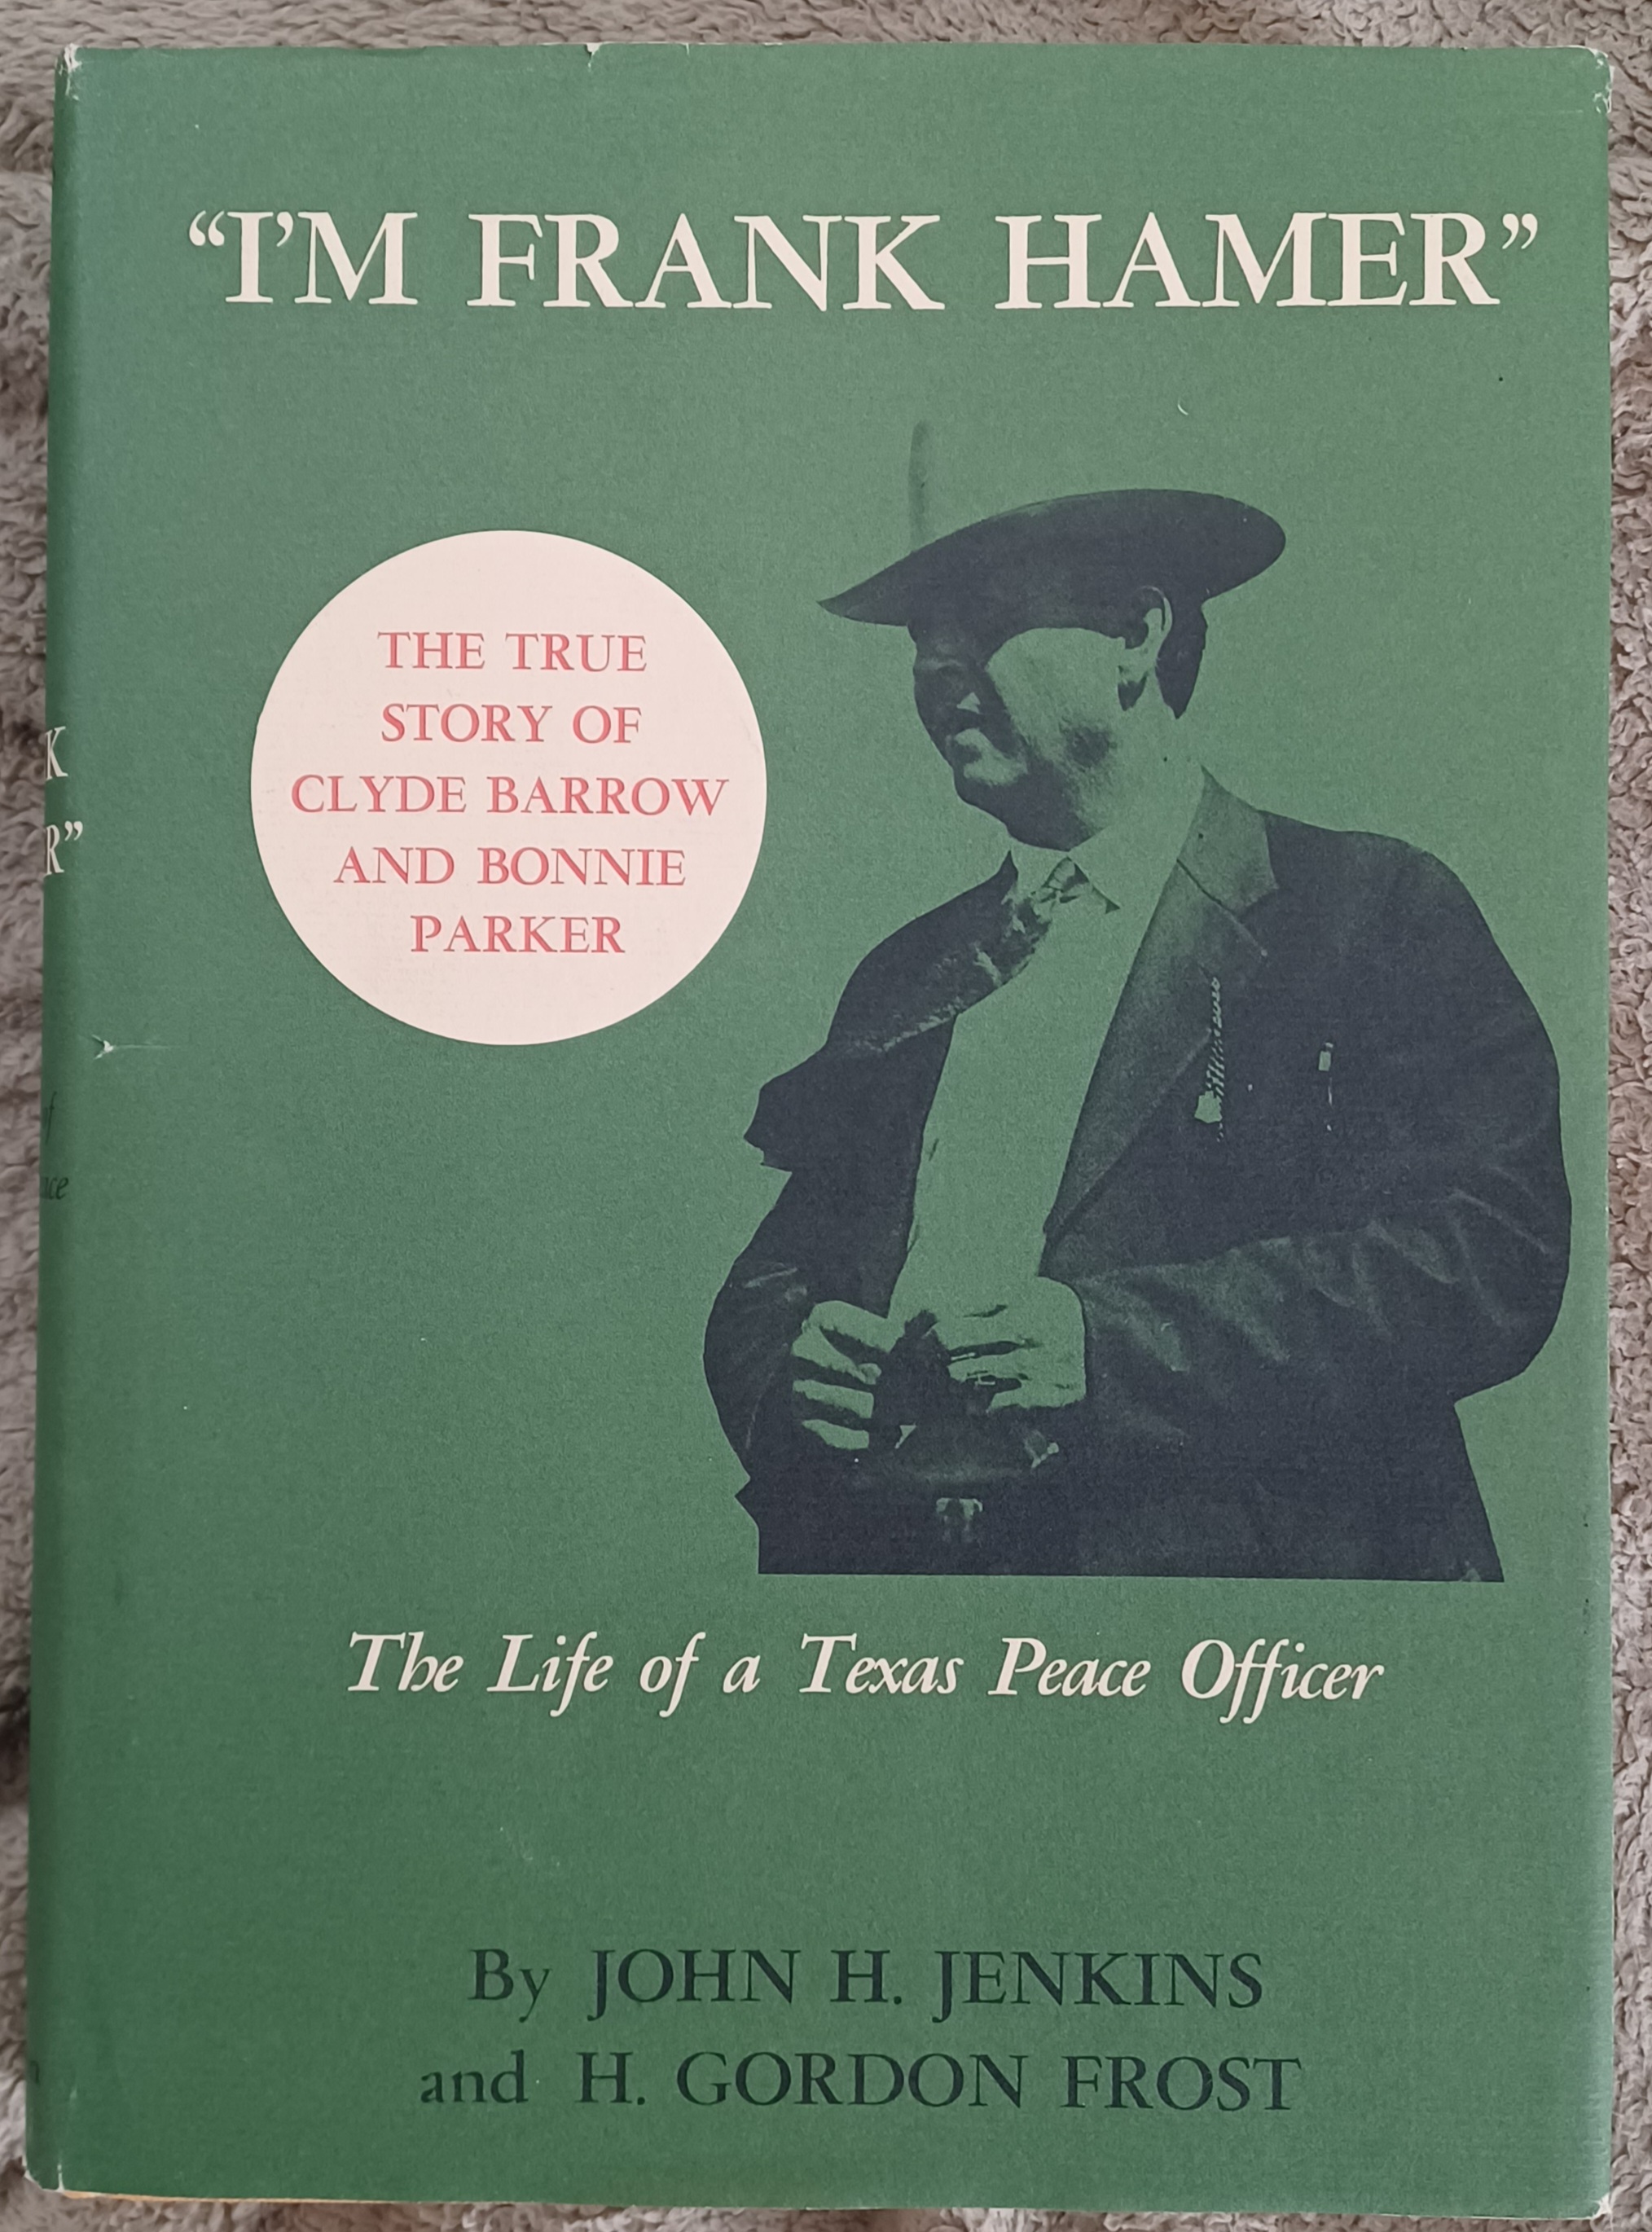 “I’M FRANK HAMER”
THE TRUE
STORY OF
CLYDE BARROW
AND BONNIE
PARKER
The Life of a Texas Peace Officer
By JOHN H. JENKINS
and H. GORDON FROST
K
R”